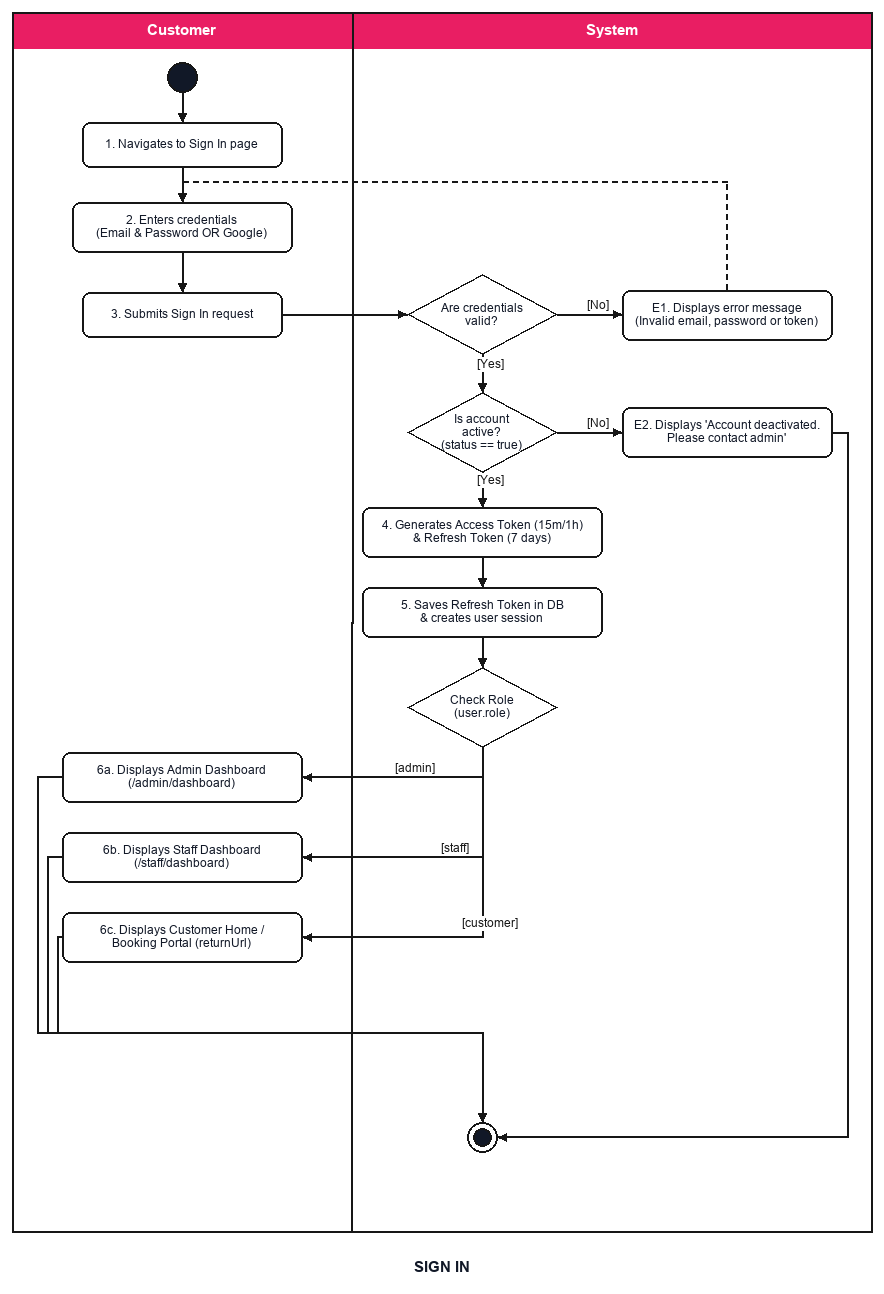 Customer
System
1. Navigates to Sign In page
2. Enters credentials
(Email & Password OR Google)
3. Submits Sign In request
Are credentials
valid?
[No]
E1. Displays error message
(Invalid email, password or token)
[Yes]
Is account
active?
(status == true)
[No]
E2. Displays 'Account deactivated.
Please contact admin'
[Yes]
4. Generates Access Token (15m/1h)
& Refresh Token (7 days)
5. Saves Refresh Token in DB
& creates user session
Check Role
(user.role)
[admin]
6a. Displays Admin Dashboard
(/admin/dashboard)
[staff]
6b. Displays Staff Dashboard
(/staff/dashboard)
[customer]
6c. Displays Customer Home /
Booking Portal (returnUrl)
SIGN IN